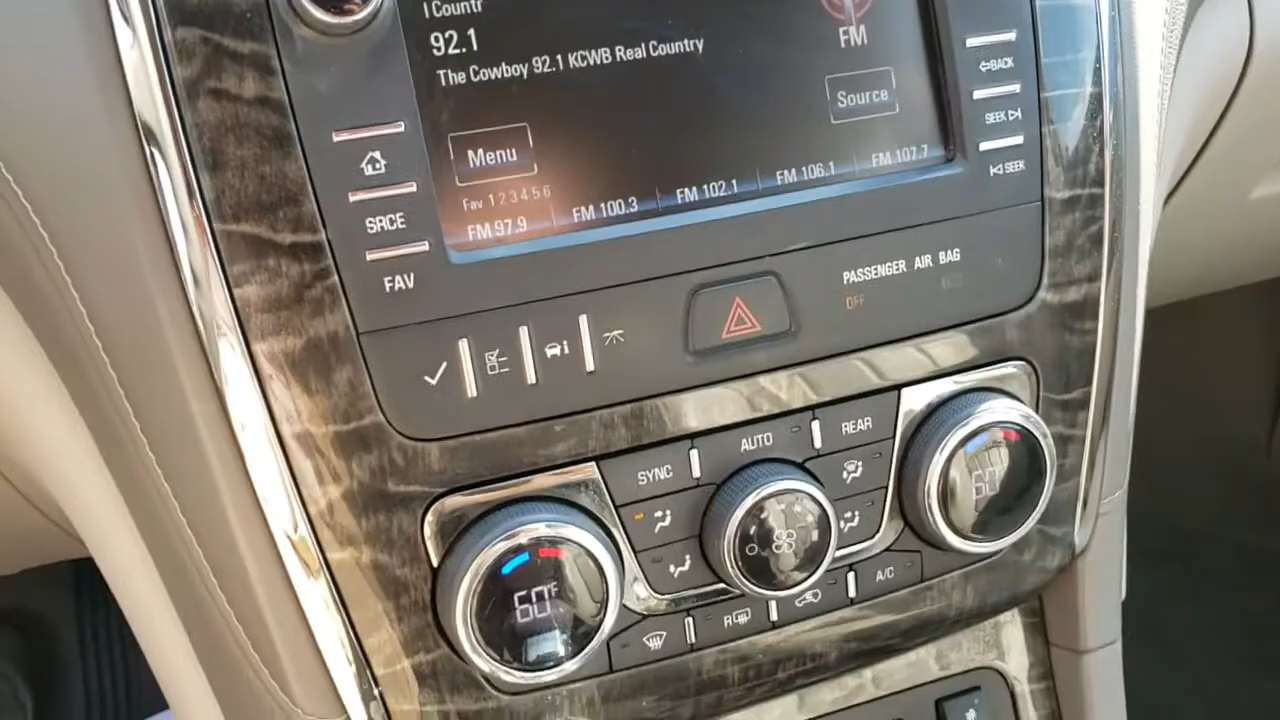 l Countr
92.1
The Cowboy 92.1 KCWB Real Country
FM
Source
Menu
Fav 1 2 3 4 5 6
FM 97.9
FM 100.3
FM 102.1
FM 106.1
FM 107.7
SRCE
FAV
BACK
SEEK
SEEK
PASSENGER AIR BAG
OFF
SYNC
AUTO
REAR
60°F
60
R
A/C